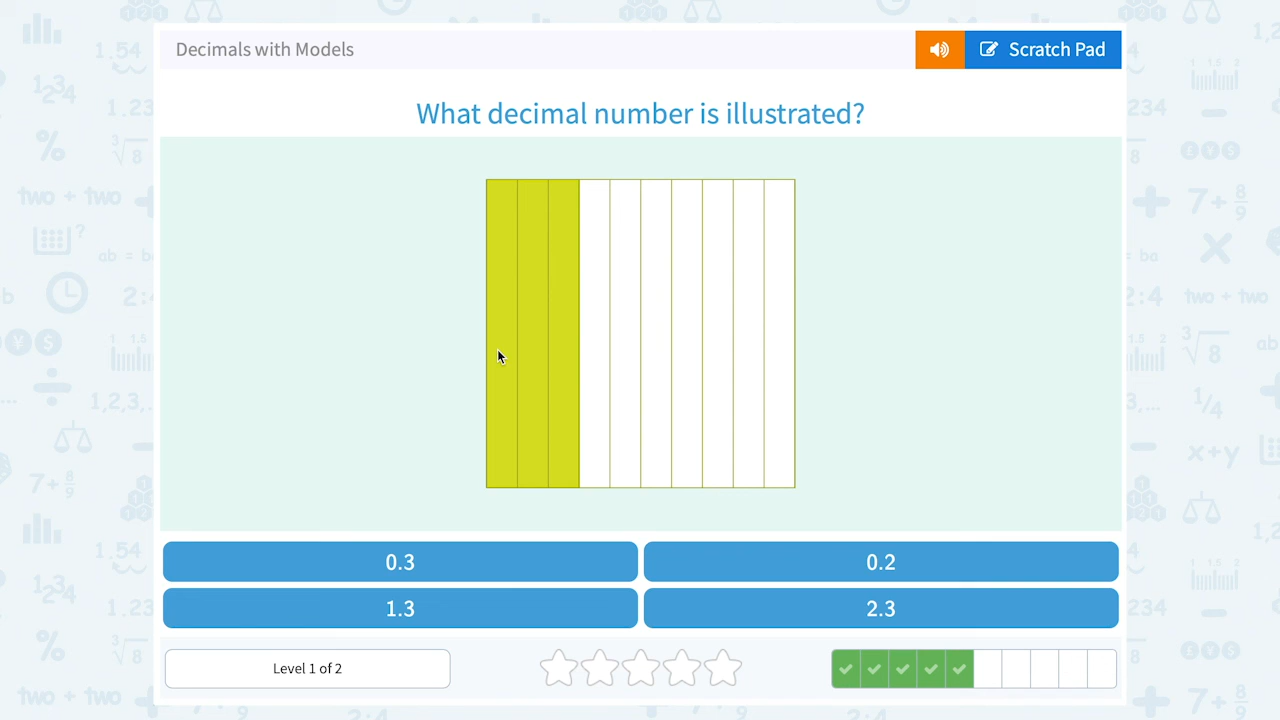 Decimals with Models
Scratch Pad
What decimal number is illustrated?
0.3
0.2
1.3
2.3
Level 1 of 2